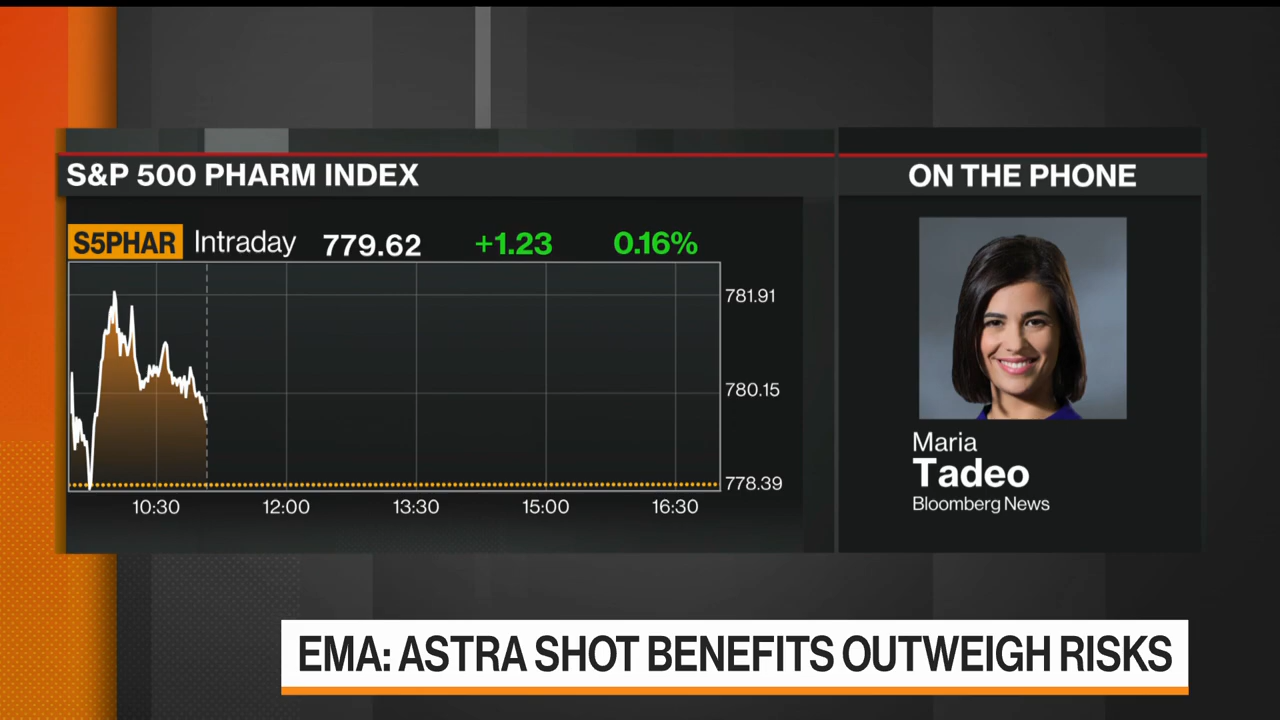 S&P 500 PHARM INDEX
S5PHAR Intraday 779.62 +1.23 0.16%
781.91
780.15
778.39
10:30 12:00 13:30 15:00 16:30
ON THE PHONE
Maria
Tadeo
Bloomberg News
EMA: ASTRA SHOT BENEFITS OUTWEIGH RISKS